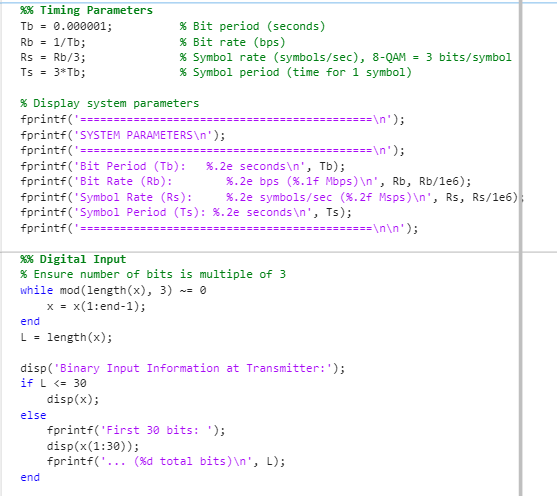 %% Timing Parameters
Tb = 0.000001;          % Bit period (seconds)
Rb = 1/Tb;              % Bit rate (bps)
Rs = Rb/3;              % Symbol rate (symbols/sec), 8-QAM = 3 bits/symbol
Ts = 3*Tb;              % Symbol period (time for 1 symbol)

% Display system parameters
fprintf('============================================\n');
fprintf('SYSTEM PARAMETERS\n');
fprintf('============================================\n');
fprintf('Bit Period (Tb):   %.2e seconds\n', Tb);
fprintf('Bit Rate (Rb):        %.2e bps (%.1f Mbps)\n', Rb, Rb/1e6);
fprintf('Symbol Rate (Rs):     %.2e symbols/sec (%.2f Msps)\n', Rs, Rs/1e6);
fprintf('Symbol Period (Ts): %.2e seconds\n', Ts);
fprintf('============================================\n\n');

%% Digital Input
% Ensure number of bits is multiple of 3
while mod(length(x), 3) ~= 0
    x = x(1:end-1);
end
L = length(x);

disp('Binary Input Information at Transmitter:');
if L <= 30
    disp(x);
else
    fprintf('First 30 bits: ');
    disp(x(1:30));
    fprintf('... (%d total bits)\n', L);
end